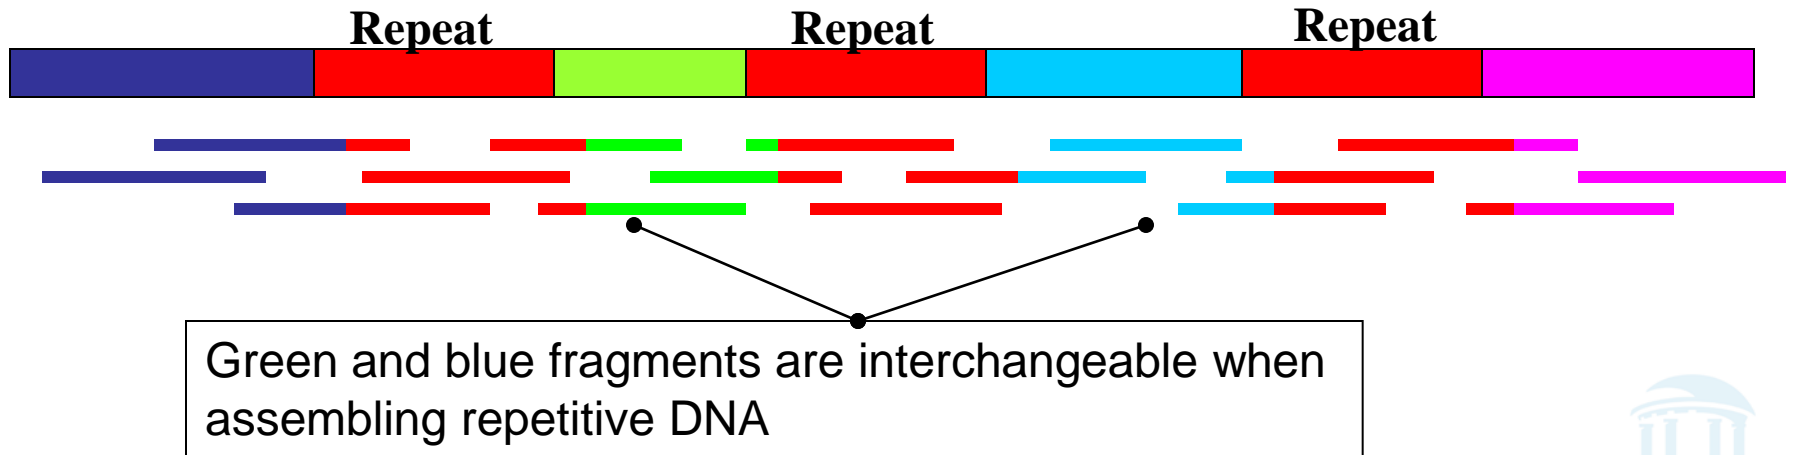 Repeat Repeat Repeat
Green and blue fragments are interchangeable when
assembling repetitive DNA